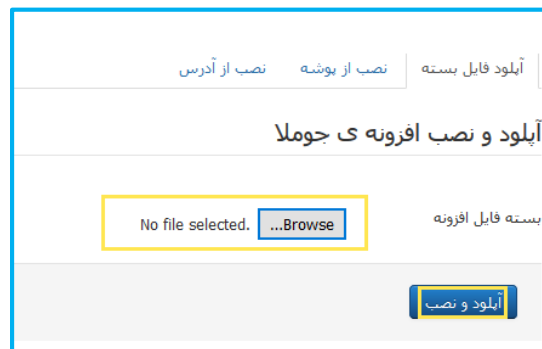 آپلود فایل بسته نصب از پوشه نصب از آدرس
آپلود و نصب افزونه ی جوملا
بسته فایل افزونه Browse... No file selected.
آپلود و نصب